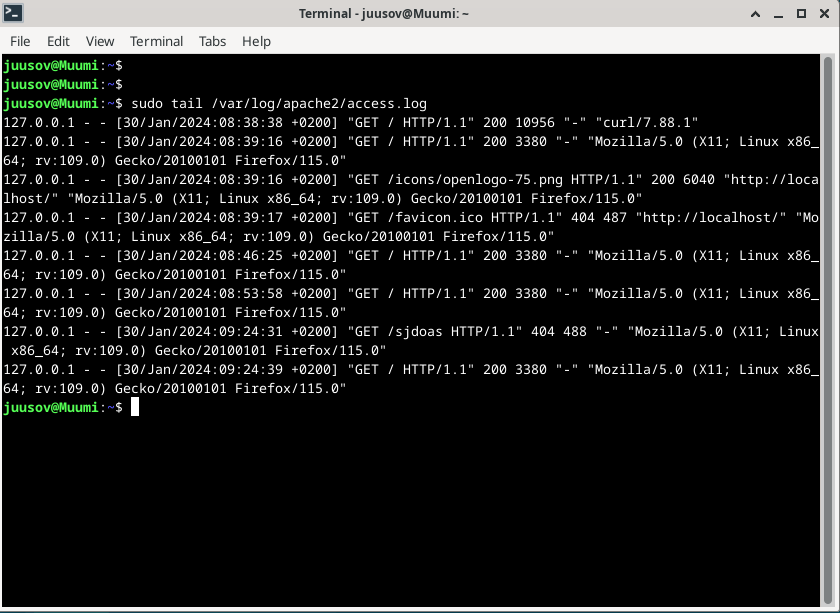 Terminal - juusov@Muumi: ~
File Edit View Terminal Tabs Help
juusov@Muumi:~$
juusov@Muumi:~$
juusov@Muumi:~$ sudo tail /var/log/apache2/access.log
127.0.0.1 - - [30/Jan/2024:08:38:38 +0200] "GET / HTTP/1.1" 200 10956 "-" "curl/7.88.1"
127.0.0.1 - - [30/Jan/2024:08:39:16 +0200] "GET / HTTP/1.1" 200 3380 "-" "Mozilla/5.0 (X11; Linux x86_
64; rv:109.0) Gecko/20100101 Firefox/115.0"
127.0.0.1 - - [30/Jan/2024:08:39:16 +0200] "GET /icons/openlogo-75.png HTTP/1.1" 200 6040 "http://loca
lhost/" "Mozilla/5.0 (X11; Linux x86_64; rv:109.0) Gecko/20100101 Firefox/115.0"
127.0.0.1 - - [30/Jan/2024:08:39:17 +0200] "GET /favicon.ico HTTP/1.1" 404 487 "http://localhost/" "Mo
zilla/5.0 (X11; Linux x86_64; rv:109.0) Gecko/20100101 Firefox/115.0"
127.0.0.1 - - [30/Jan/2024:08:46:25 +0200] "GET / HTTP/1.1" 200 3380 "-" "Mozilla/5.0 (X11; Linux x86_
64; rv:109.0) Gecko/20100101 Firefox/115.0"
127.0.0.1 - - [30/Jan/2024:08:53:58 +0200] "GET / HTTP/1.1" 200 3380 "-" "Mozilla/5.0 (X11; Linux x86_
64; rv:109.0) Gecko/20100101 Firefox/115.0"
127.0.0.1 - - [30/Jan/2024:09:24:31 +0200] "GET /sjdoas HTTP/1.1" 404 488 "-" "Mozilla/5.0 (X11; Linux
 x86_64; rv:109.0) Gecko/20100101 Firefox/115.0"
127.0.0.1 - - [30/Jan/2024:09:24:39 +0200] "GET / HTTP/1.1" 200 3380 "-" "Mozilla/5.0 (X11; Linux x86_
64; rv:109.0) Gecko/20100101 Firefox/115.0"
juusov@Muumi:~$